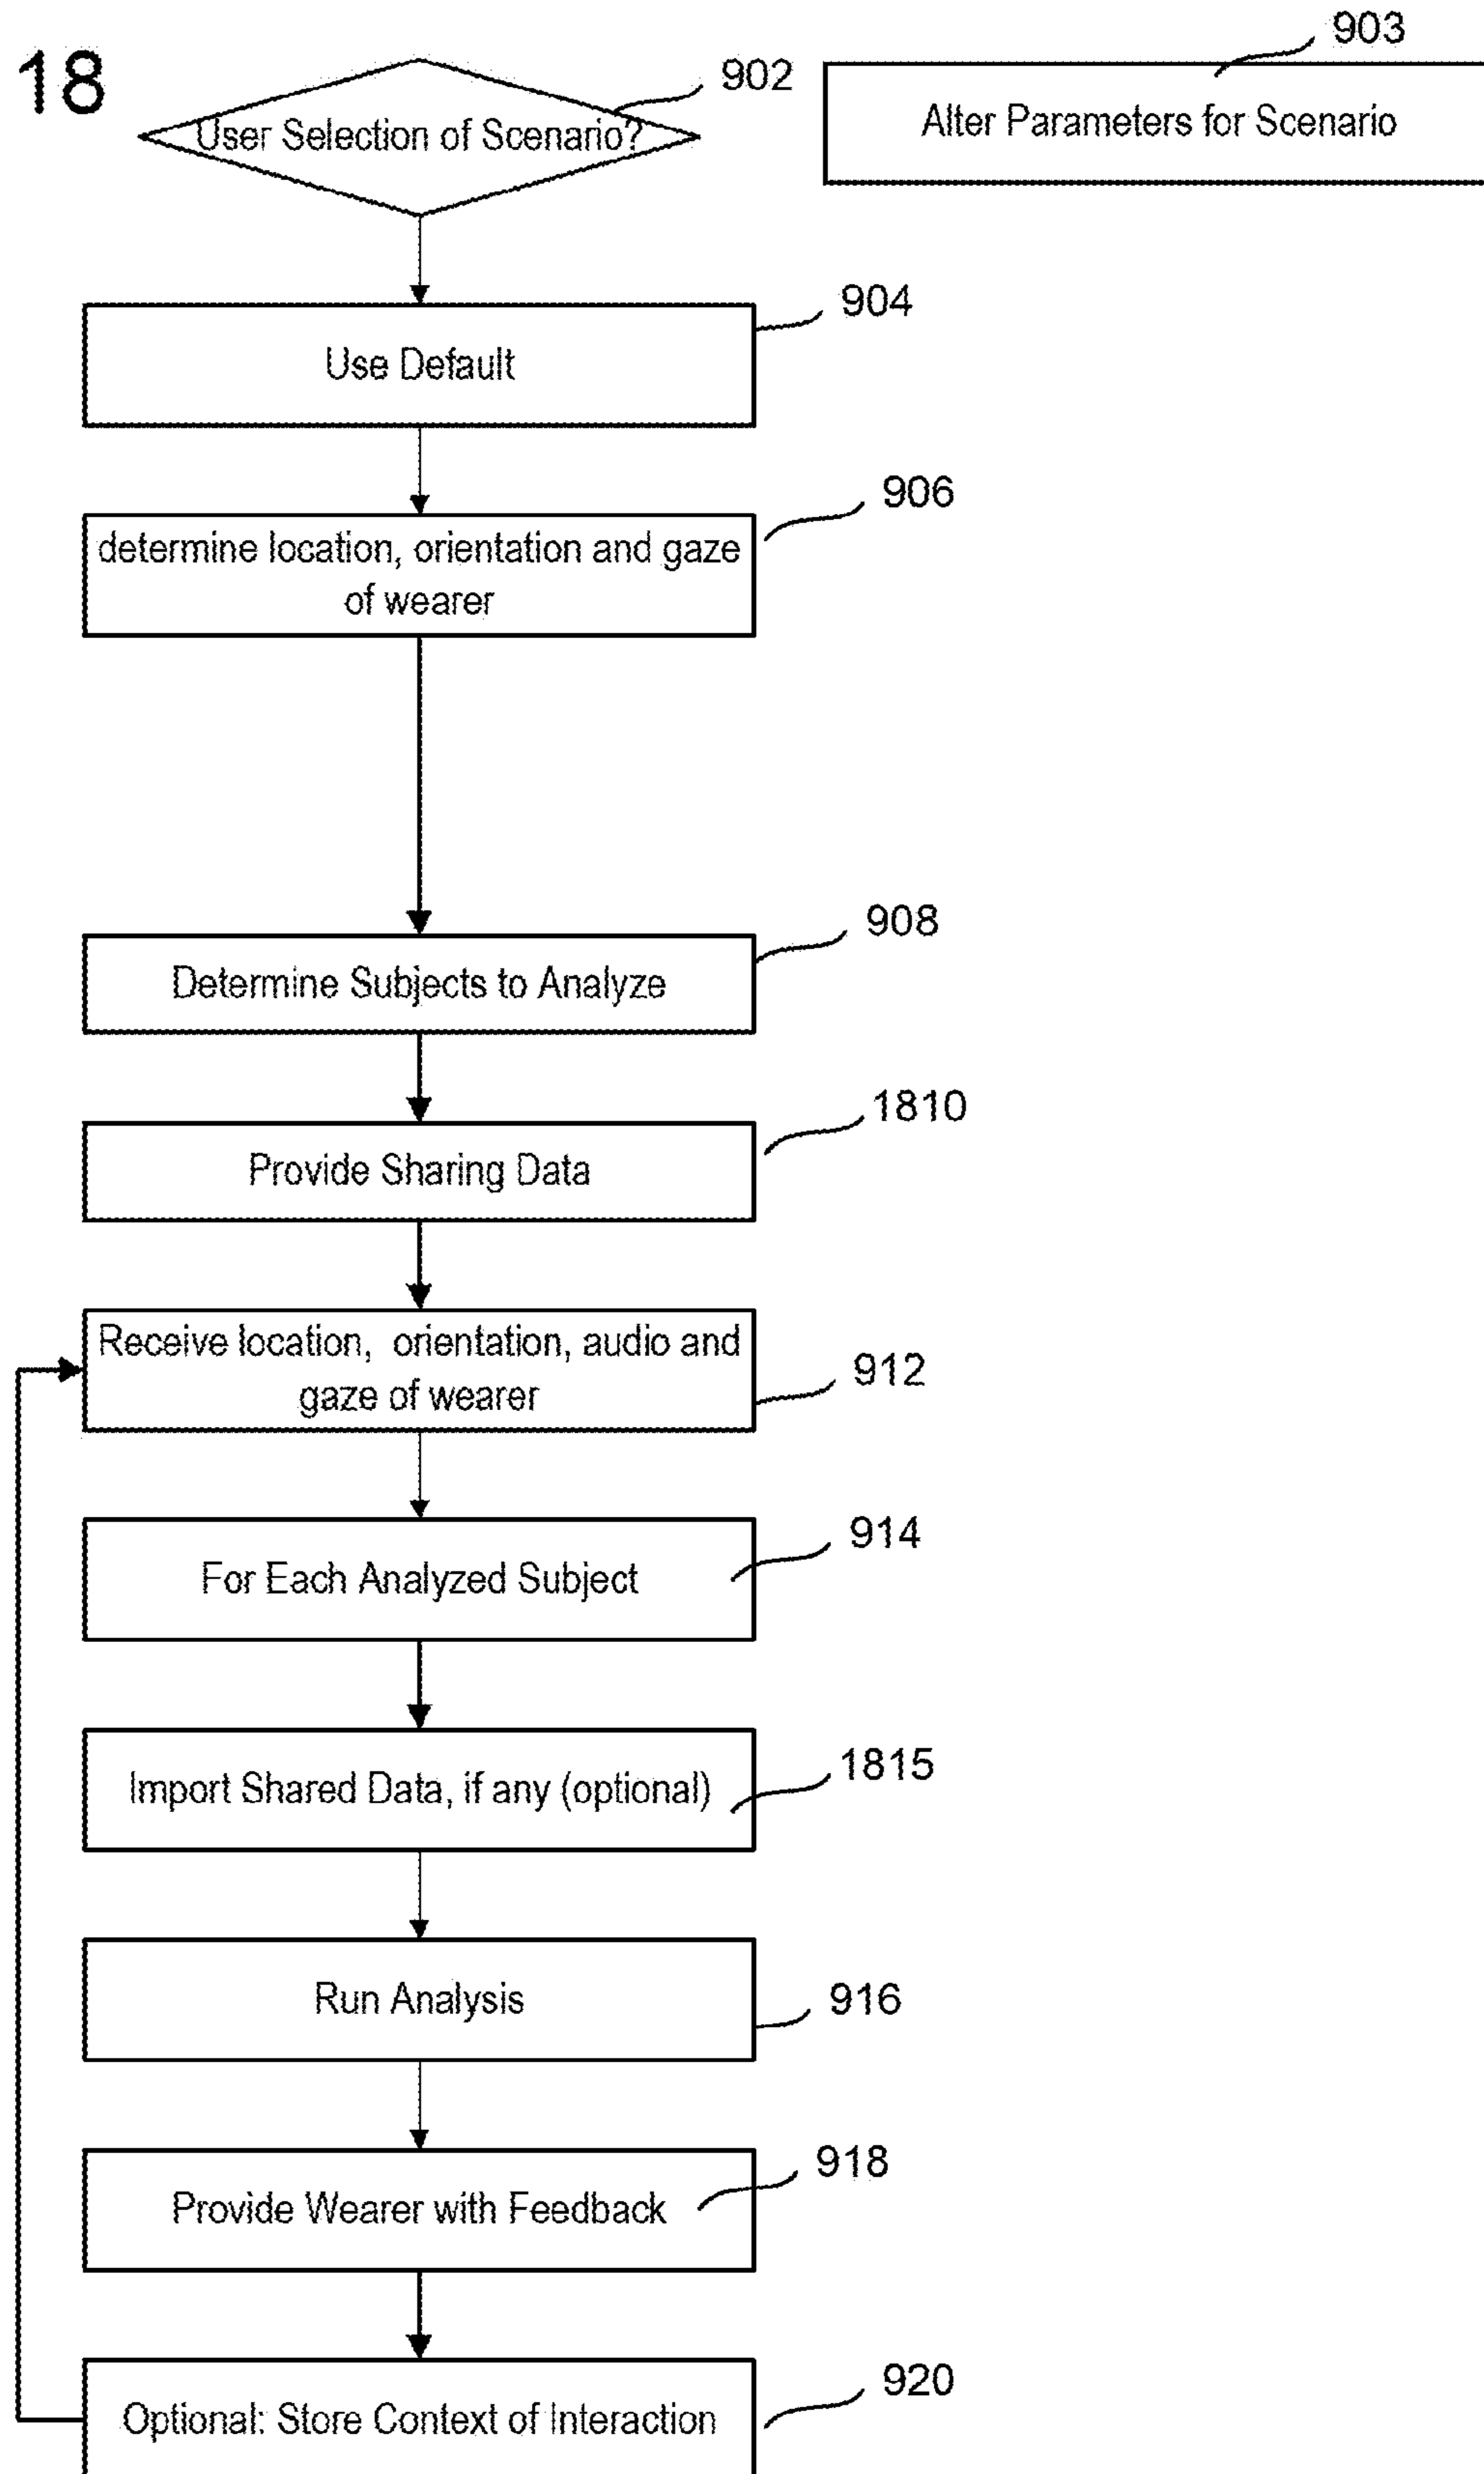 18
902
User Selection of Scenario?
903
Alter Parameters for Scenario
904
Use Default
906
determine location, orientation and gaze
of wearer
908
Determine Subjects to Analyze
1810
Provide Sharing Data
Receive location, orientation, audio and
gaze of wearer
912
914
For Each Analyzed Subject
1815
Import Shared Data, if any (optional)
Run Analysis
916
918
Provide Wearer with Feedback
920
Optional: Store Context of Interaction